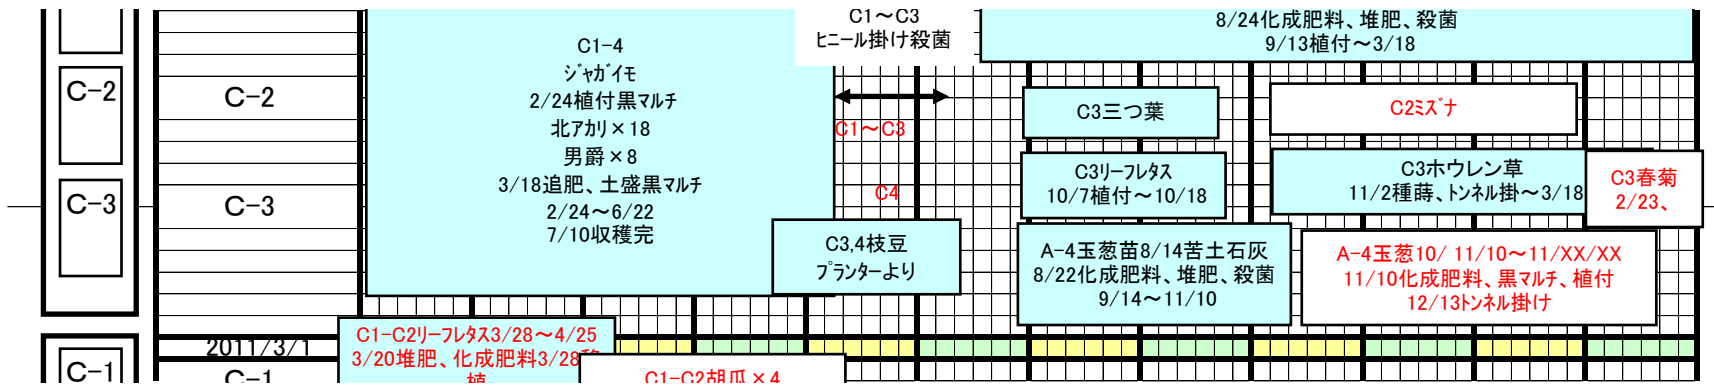 C1～C3
ﾋﾆｰﾙ掛け殺菌
8/24化成肥料、堆肥、殺菌
9/13植付～3/18
C-2
C-2
C1-4
ｼﾞｬｶﾞｲﾓ
2/24植付黒マルチ
北アカリ×18
男爵×8
3/18追肥、土盛黒マルチ
2/24～6/22
7/10収穫完
C1～C3
C4
C3三つ葉
C2ﾐｽﾞﾅ
C-3
C-3
C3ﾘｰﾌﾚﾀｽ
10/7植付～10/18
C3ホウレン草
11/2種蒔、ﾄﾝﾈﾙ掛～3/18
C3春菊
2/23、
C3,4枝豆
ﾌﾟﾗﾝﾀｰより
A-4玉葱苗8/14苦土石灰
8/22化成肥料、堆肥、殺菌
9/14～11/10
A-4玉葱10/ 11/10～11/XX/XX
11/10化成肥料、黒マルチ、植付
12/13ﾄﾝﾈﾙ掛け
2011/3/1
C1-C2ﾘｰﾌﾚﾀｽ3/28～4/25
3/20堆肥、化成肥料3/28移
植
C-1
C-1
C1-C2胡瓜×4